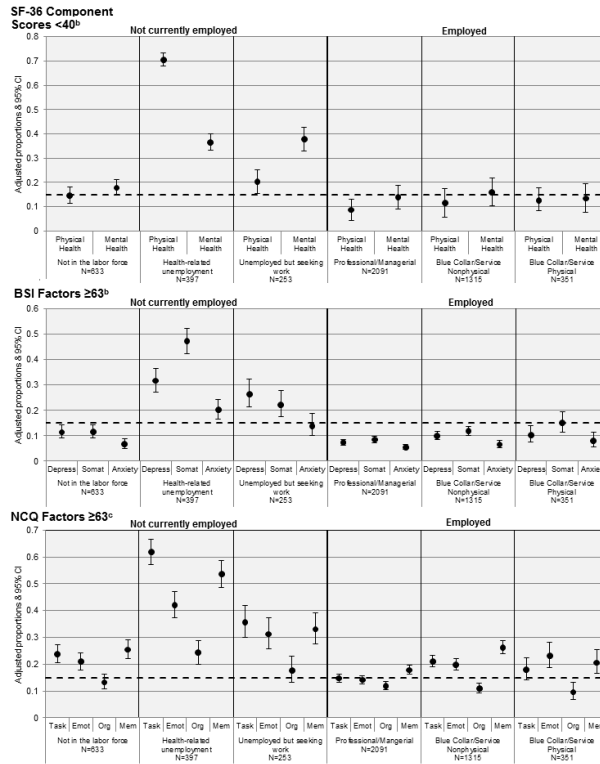 SF-36 Component
Scores <40ᵇ
Not currently employed
Employed
Adjusted proportions & 95% CI
0.8
0.7
0.6
0.5
0.4
0.3
0.2
0.1
0
Physical Health Mental Health Physical Health Mental Health Physical Health Mental Health Physical Health Mental Health Physical Health Mental Health Physical Health Mental Health
Not in the labor force N=633
Health-related unemployment N=397
Unemployed but seeking work N=253
Professional/Managerial N=2091
Blue Collar/Service Nonphysical N=1315
Blue Collar/Service Physical N=351
BSI Factors ≥63ᵇ
Not currently employed
Employed
Adjusted proportions & 95% CI
0.6
0.5
0.4
0.3
0.2
0.1
0
Depress Somat Anxiety Depress Somat Anxiety Depress Somat Anxiety Depress Somat Anxiety Depress Somat Anxiety Depress Somat Anxiety
Not in the labor force N=633
Health-related unemployment N=397
Unemployed but seeking work N=253
Professional/Managerial N=2091
Blue Collar/Service Nonphysical N=1315
Blue Collar/Service Physical N=351
NCQ Factors ≥63ᶜ
Not currently employed
Employed
Adjusted proportions & 95% CI
0.7
0.6
0.5
0.4
0.3
0.2
0.1
0
Task Emot Org Mem Task Emot Org Mem Task Emot Org Mem Task Emot Org Mem Task Emot Org Mem Task Emot Org Mem
Not in the labor force N=633
Health-related unemployment N=397
Unemployed but seeking work N=253
Professional/Mangerial N=2091
Blue Collar/Service Nonphysical N=1315
Blue Collar/Service Physical N=351